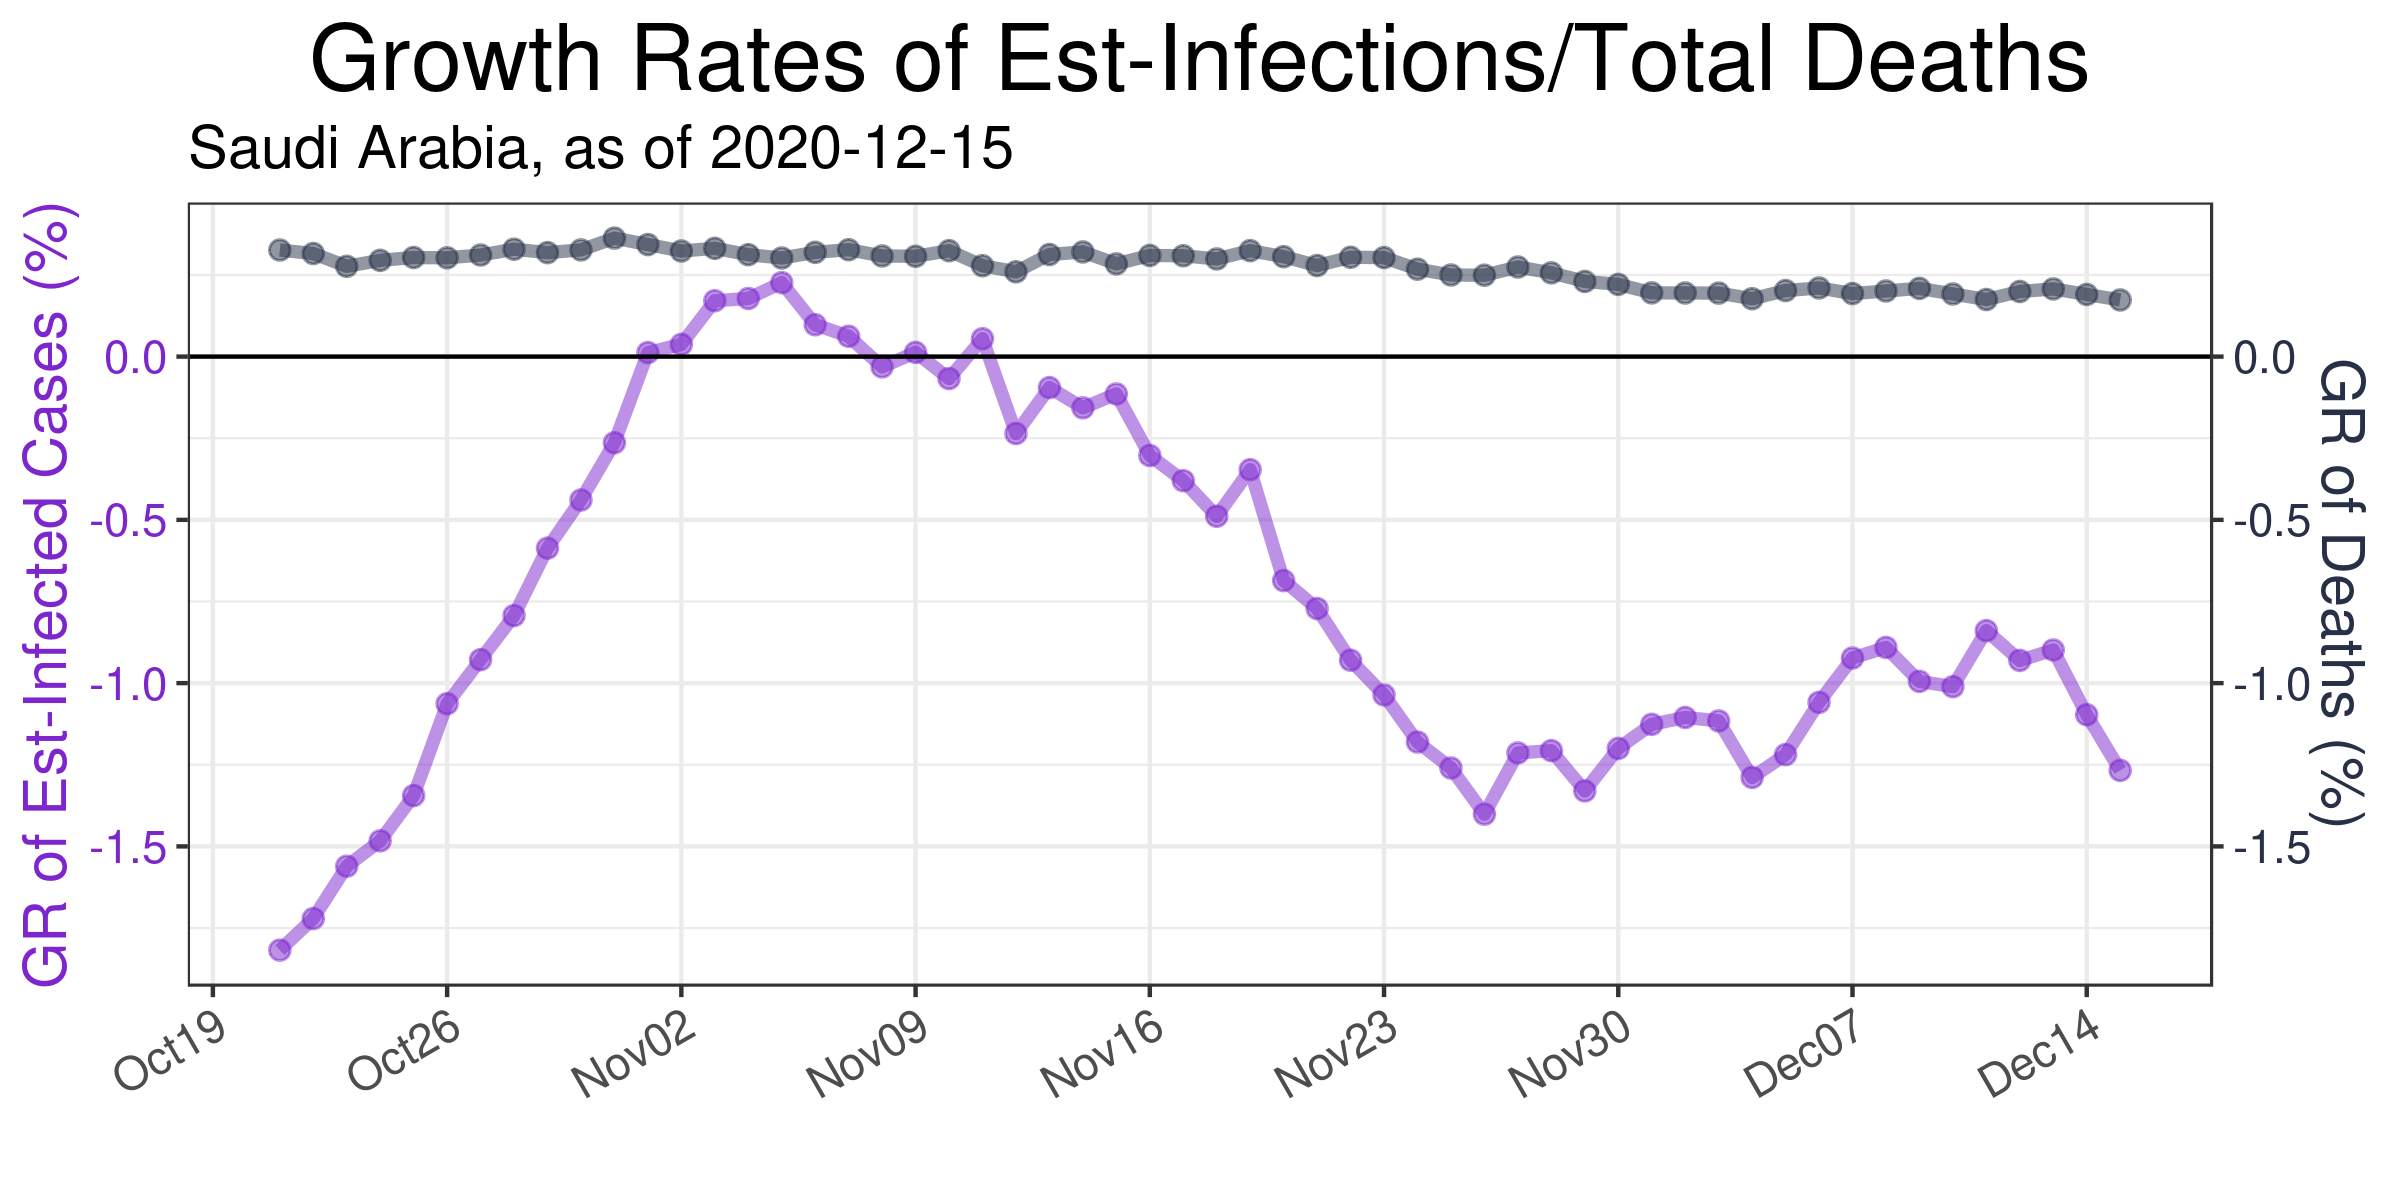 Growth Rates of Est-Infections/Total Deaths
Saudi Arabia, as of 2020-12-15
GR of Est-Infected Cases (%)
0.0
-0.5
-1.0
-1.5
0.0
-0.5
-1.0
-1.5
GR of Deaths (%)
Oct19
Oct26
Nov02
Nov09
Nov16
Nov23
Nov30
Dec07
Dec14